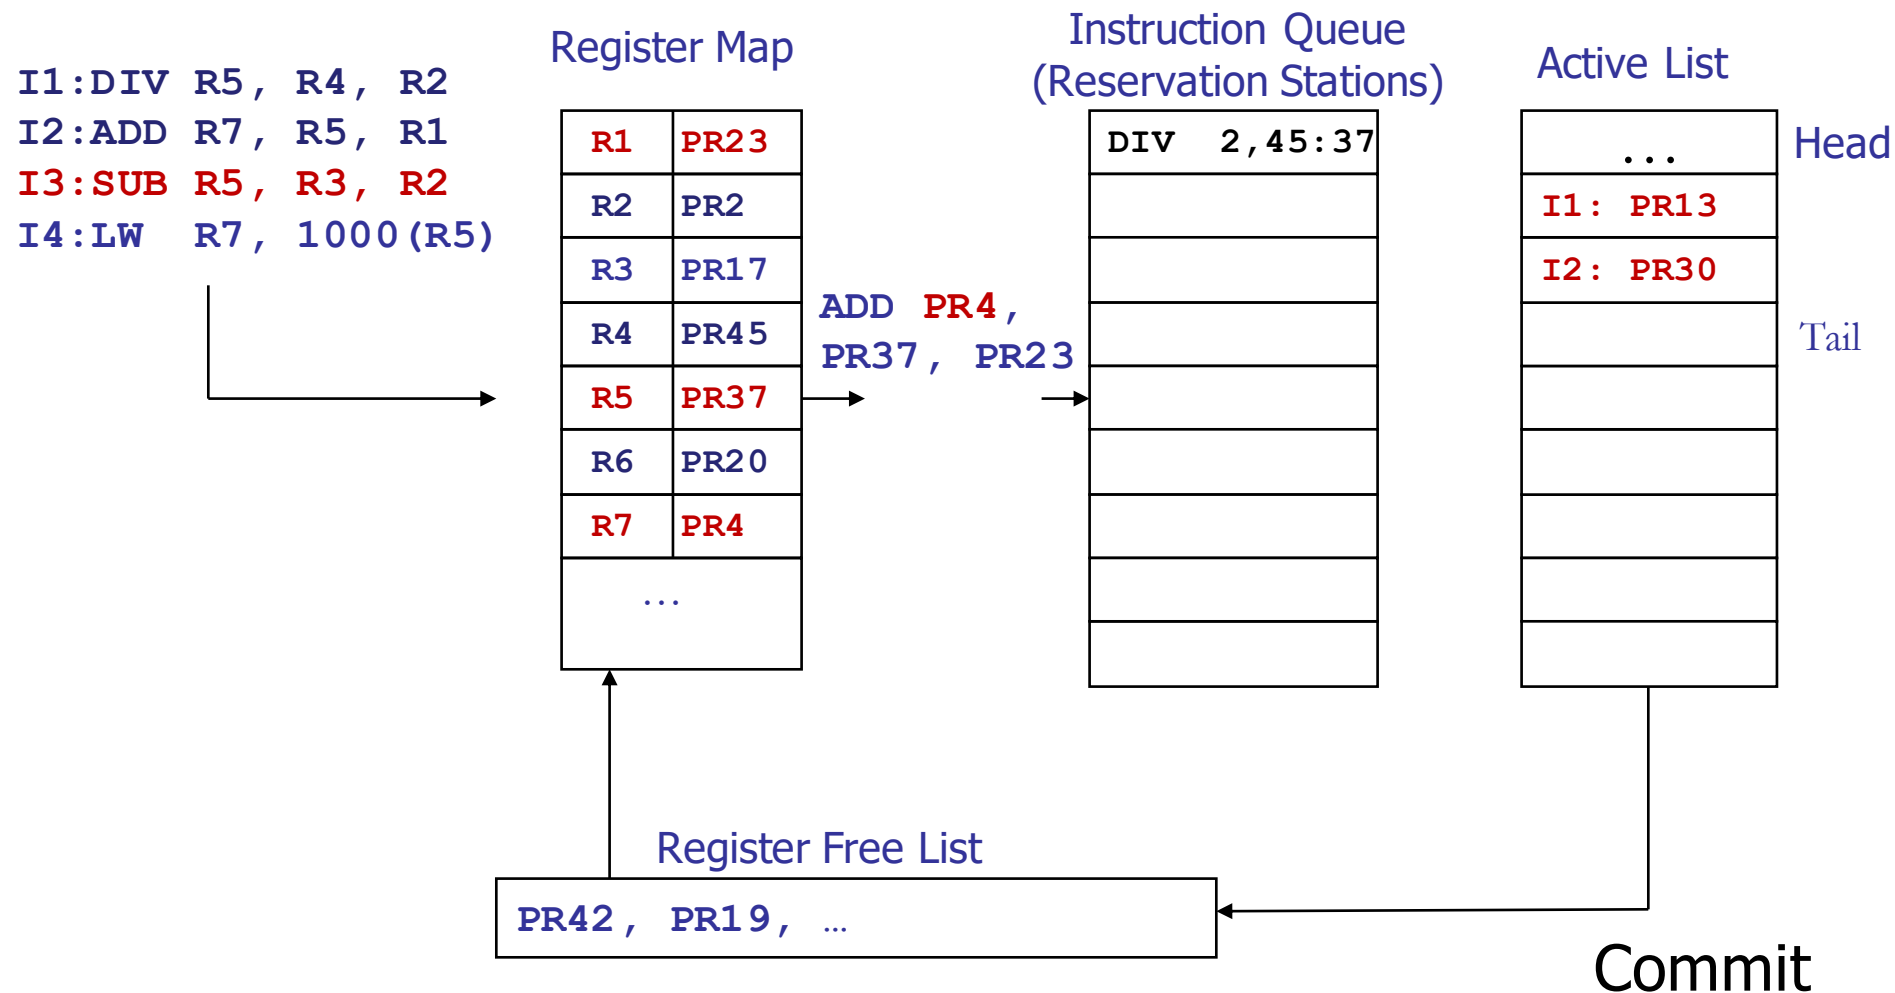 I1:DIV R5, R4, R2
I2:ADD R7, R5, R1
I3:SUB R5, R3, R2
I4:LW R7, 1000(R5)
Register Map
R1 PR23
R2 PR2
R3 PR17
R4 PR45
R5 PR37
R6 PR20
R7 PR4
...
ADD PR4,
PR37, PR23
Instruction Queue
(Reservation Stations)
DIV 2,45:37
Active List
...
I1: PR13
I2: PR30
Head
Tail
Register Free List
PR42, PR19, …
Commit